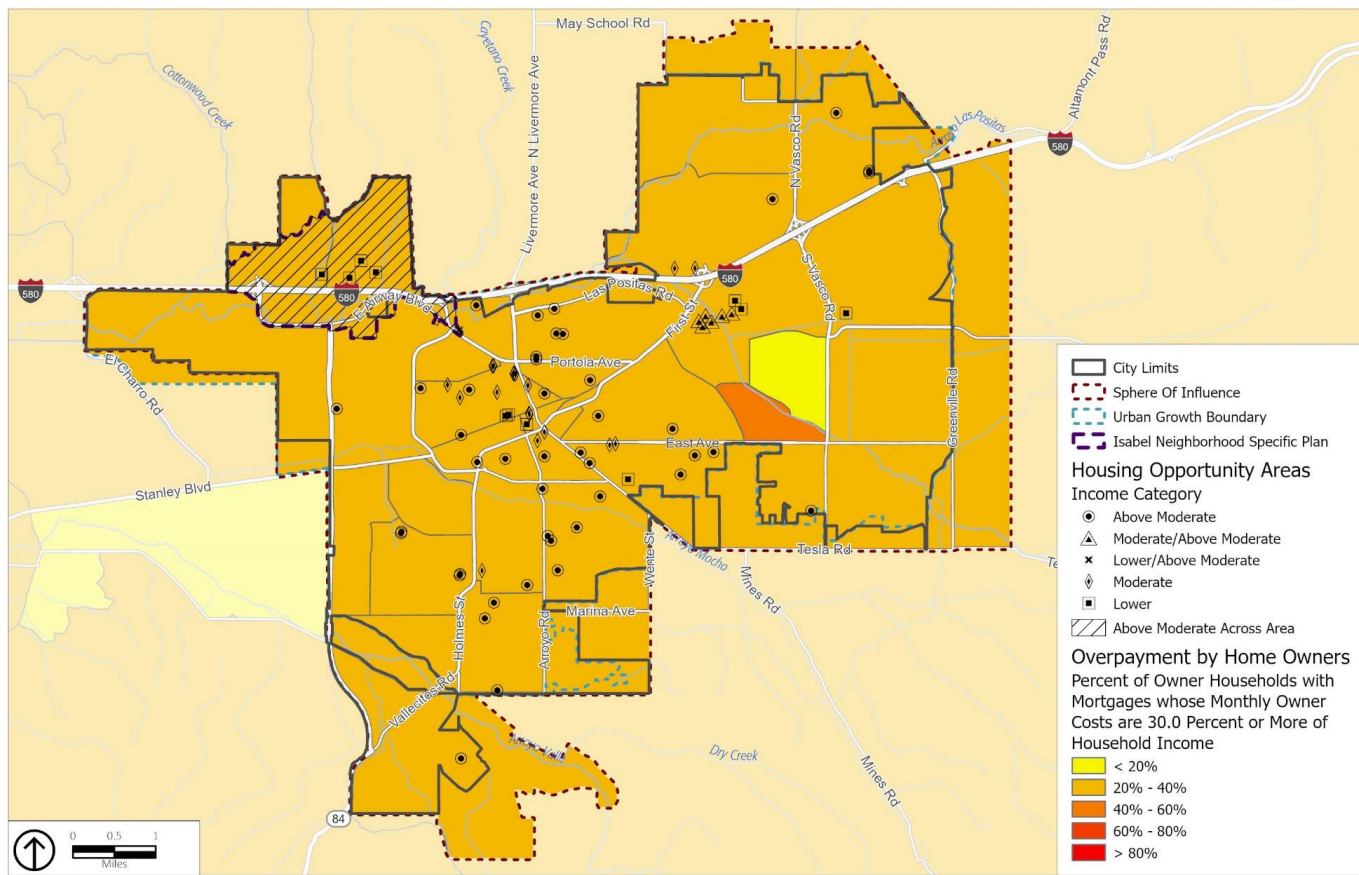 May School Rd
Cayetano Creek
N Livermore Ave
Livermore Ave
Cottonwood Creek
Altamont Pass Rd
Arroyo Las Positas
N Vasco Rd
580
580
580
580
E Airway Blvd
Las Positas Rd
First St
S Vasco Rd
El Charro Rd
Portola Ave
Greenville Rd
East Ave
Stanley Blvd
Tesla Rd
Arroyo Mocho
Mines Rd
Wente St
Marina Ave
Holmes St
Arroyo Rd
Vallecitos Rd
Dry Creek
Mines Rd
84
0 0.5 1
Miles
City Limits
Sphere Of Influence
Urban Growth Boundary
Isabel Neighborhood Specific Plan
Housing Opportunity Areas
Income Category
Above Moderate
Moderate/Above Moderate
Lower/Above Moderate
Moderate
Lower
Above Moderate Across Area
Overpayment by Home Owners
Percent of Owner Households with
Mortgages whose Monthly Owner
Costs are 30.0 Percent or More of
Household Income
< 20%
20% - 40%
40% - 60%
60% - 80%
> 80%